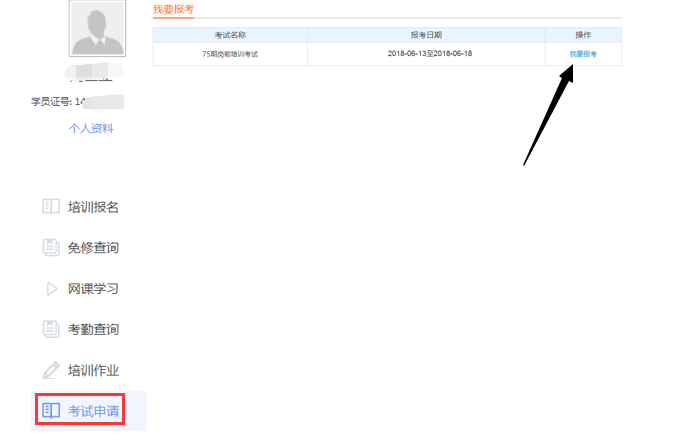 我要报考
考试名称 报考日期 操作
75期岗前培训考试 2018-06-13至2018-06-18 我要报考
学员证号: 14
个人资料
培训报名
免修查询
网课学习
考勤查询
培训作业
考试申请